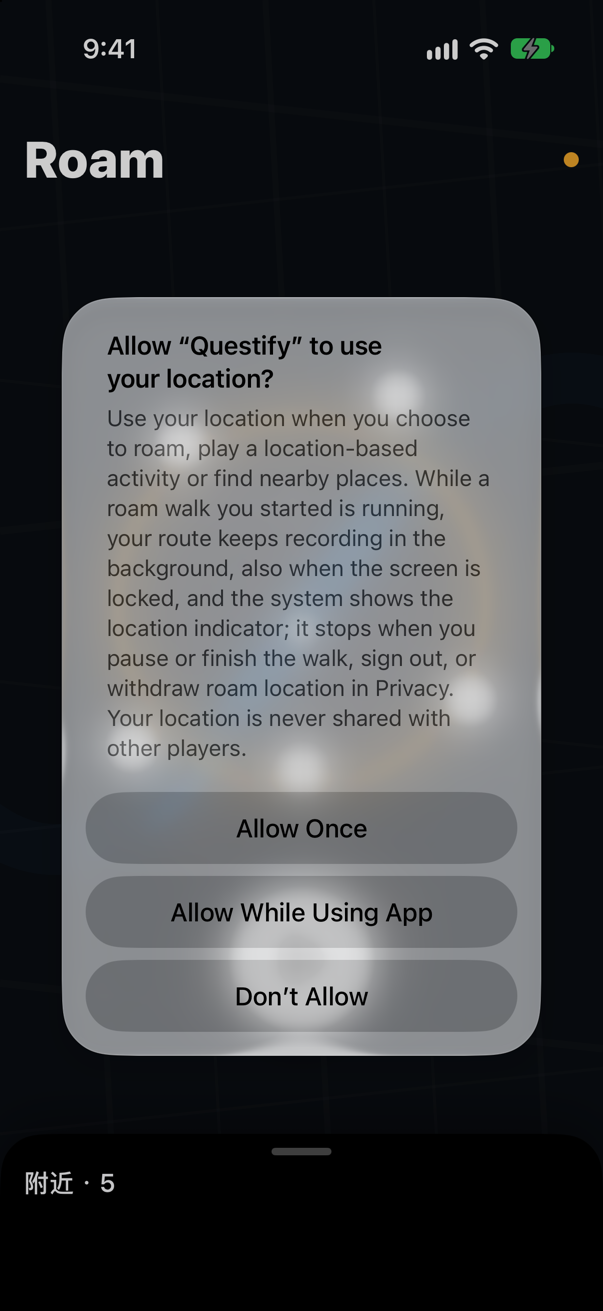 9:41
Roam
Allow “Questify” to use
your location?
Use your location when you choose
to roam, play a location-based
activity or find nearby places. While a
roam walk you started is running,
your route keeps recording in the
background, also when the screen is
locked, and the system shows the
location indicator; it stops when you
pause or finish the walk, sign out, or
withdraw roam location in Privacy.
Your location is never shared with
other players.
Allow Once
Allow While Using App
Don’t Allow
附近 · 5